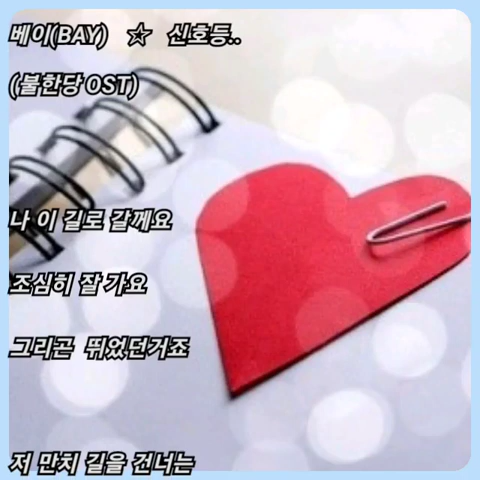 베이(BAY) ☆ 신호등..
(불한당 OST)
나 이 길로 갈께요
조심히 잘 가요
그리곤 뛰었던거죠
저 만치 길을 건너는